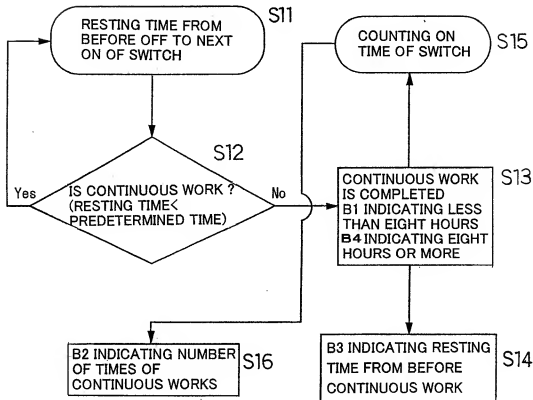 RESTING TIME FROM
BEFORE OFF TO NEXT
ON OF SWITCH
S11
COUNTING ON
TIME OF SWITCH
S15
S12
Yes
IS CONTINUOUS WORK ?
(RESTING TIME<
PREDETERMINED TIME)
No
CONTINUOUS WORK
IS COMPLETED
B1 INDICATING LESS
THAN EIGHT HOURS
B4 INDICATING EIGHT
HOURS OR MORE
S13
B2 INDICATING NUMBER
OF TIMES OF
CONTINUOUS WORKS
S16
B3 INDICATING RESTING
TIME FROM BEFORE
CONTINUOUS WORK
S14